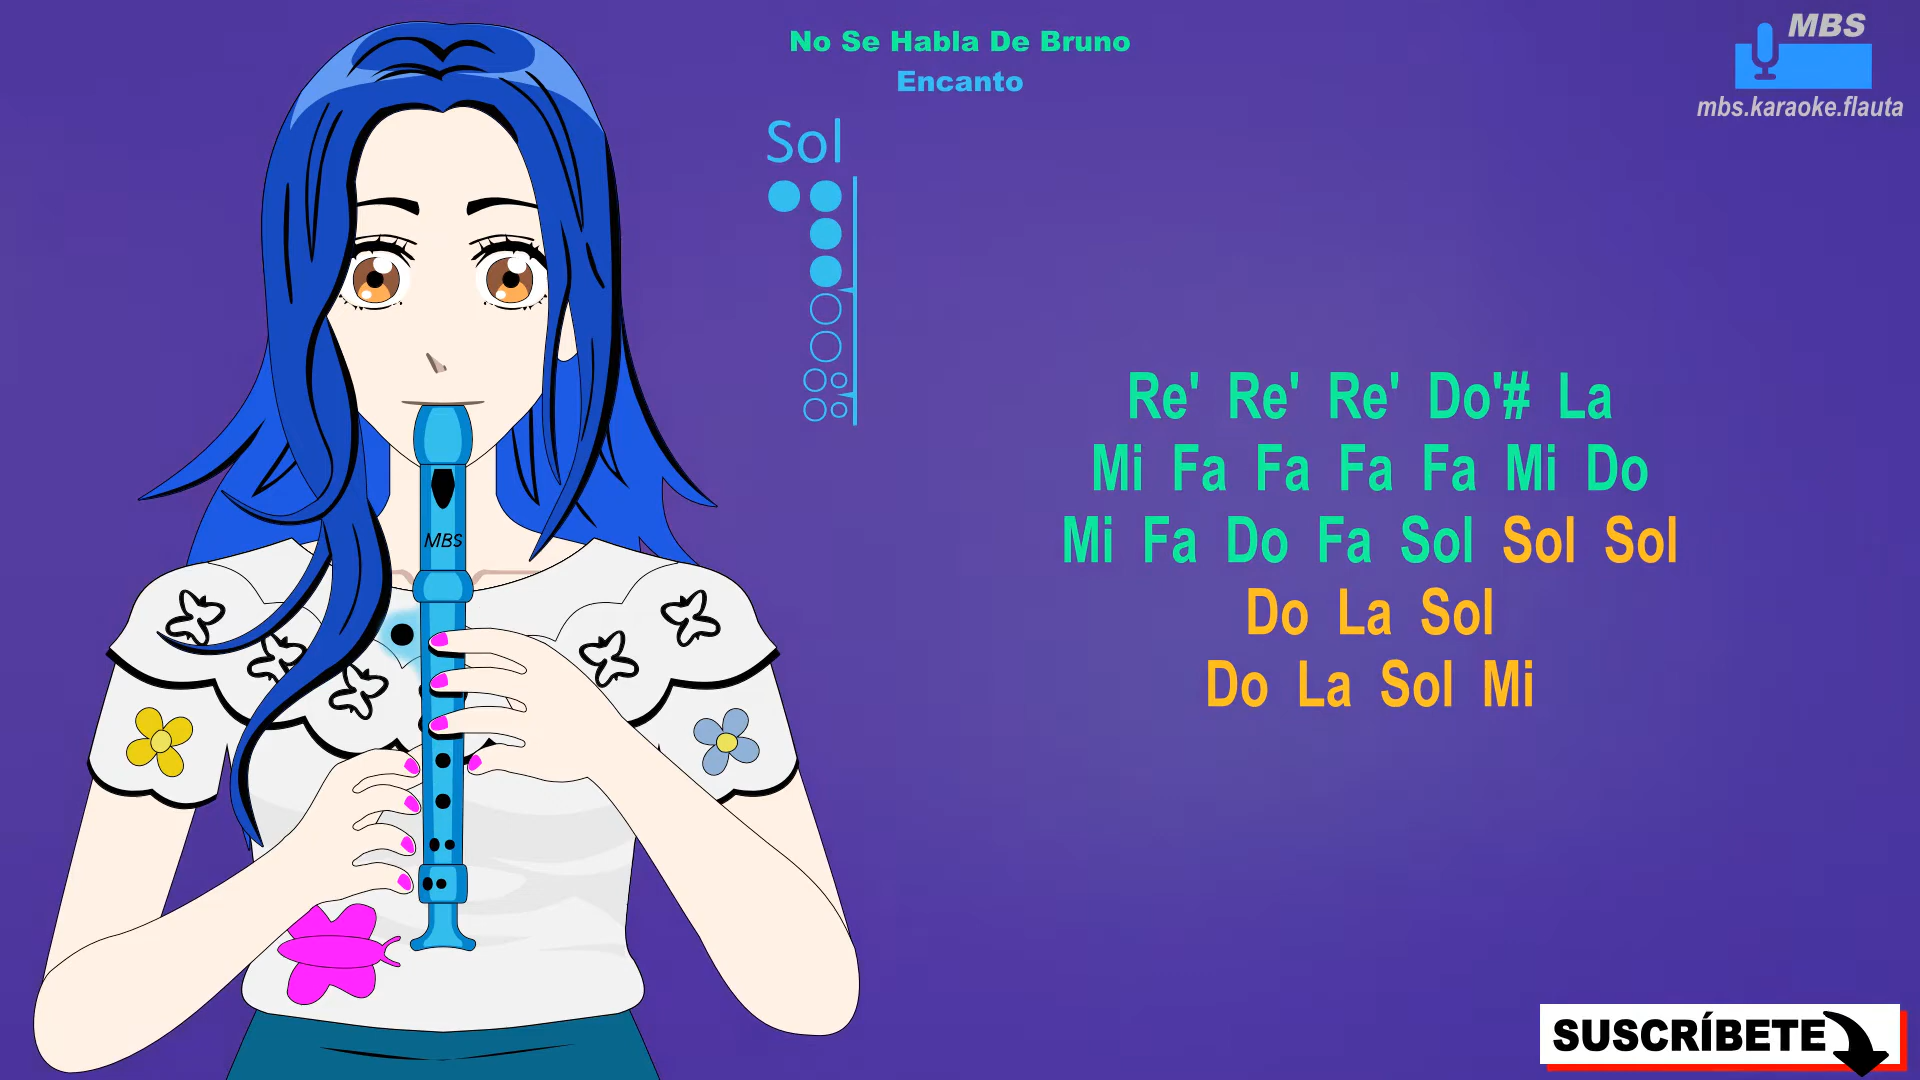 No Se Habla De Bruno
Encanto
MBS
mbs.karaoke.flauta
Sol
Re' Re' Re' Do'# La
Mi Fa Fa Fa Fa Mi Do
Mi Fa Do Fa Sol Sol Sol
Do La Sol
Do La Sol Mi
MBS
SUSCRÍBETE